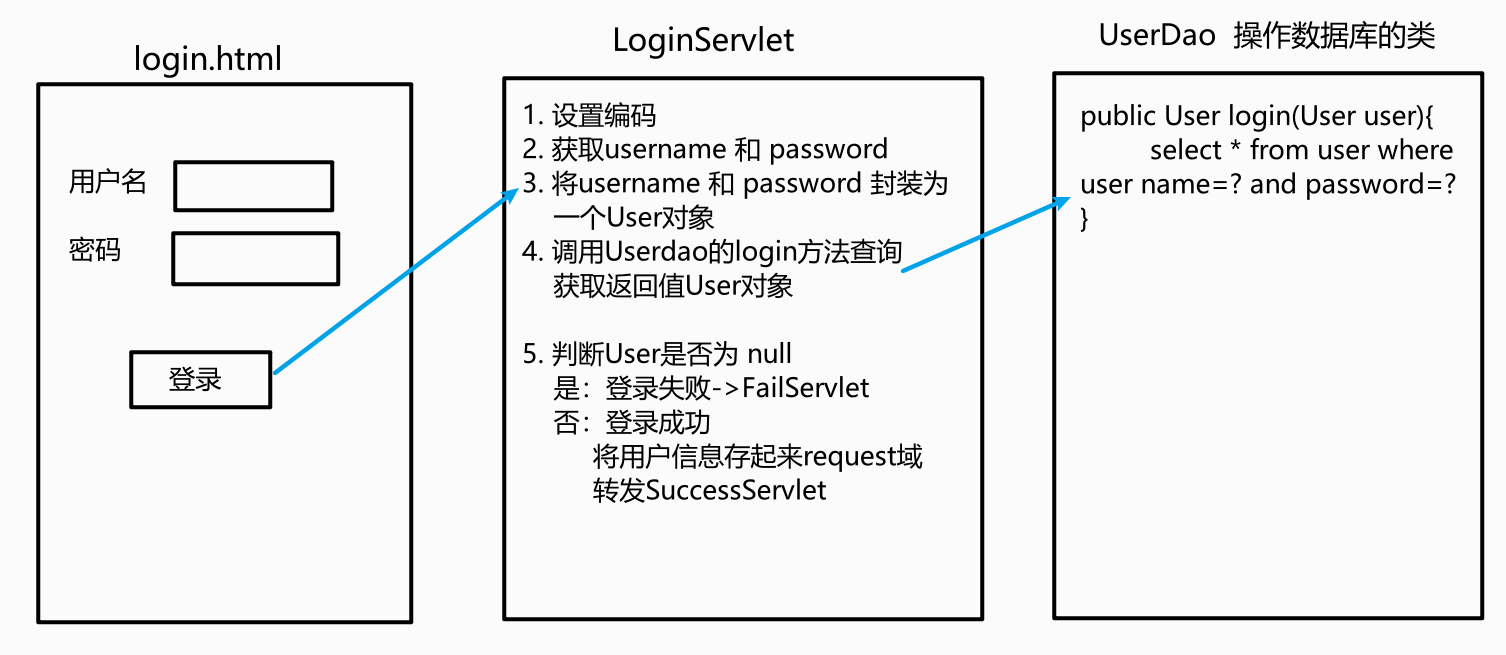 login.html
用户名
密码
登录
LoginServlet
1. 设置编码
2. 获取username 和 password
3. 将username 和 password 封装为
一个User对象
4. 调用Userdao的login方法查询
获取返回值User对象
5. 判断User是否为 null
是：登录失败->FailServlet
否：登录成功
将用户信息存起来request域
转发SuccessServlet
UserDao 操作数据库的类
public User login(User user){
select * from user where
user name=? and password=?
}